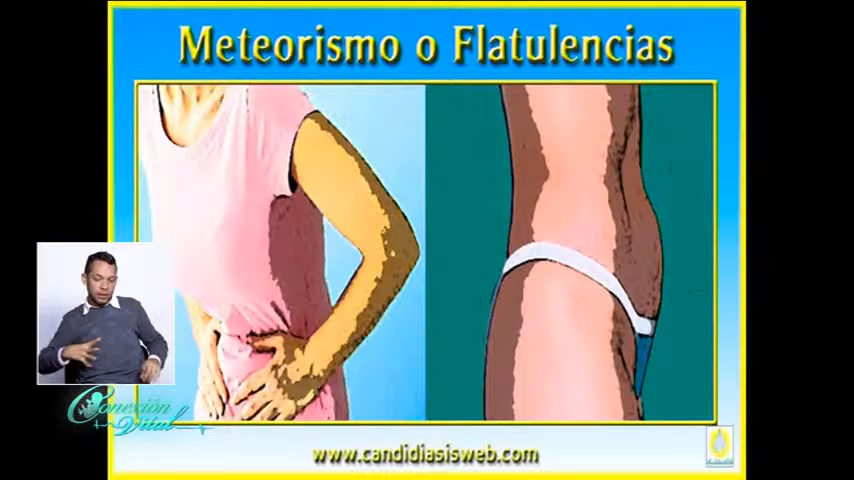 Meteorismo o Flatulencias
Conexión
Vital
www.candidiasisweb.com